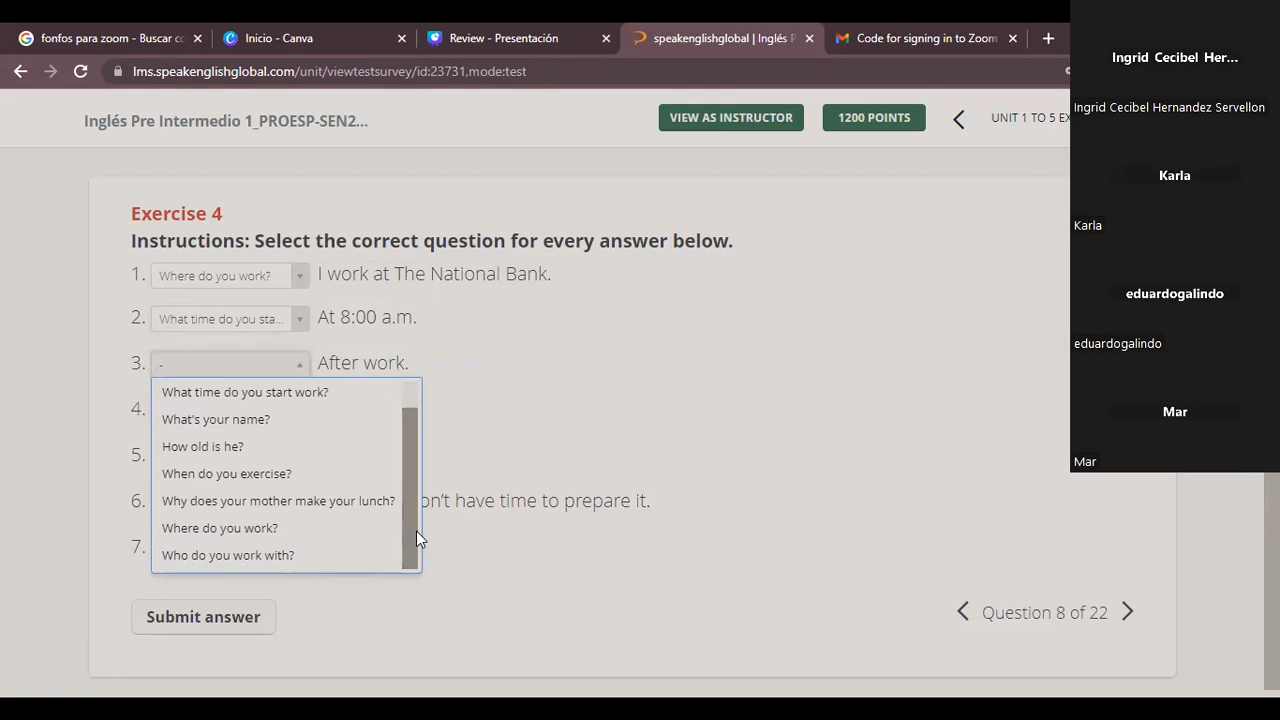 fonfos para zoom - Buscar co
Inicio - Canva
Review - Presentación
speakenglishglobal | Inglés P
Code for signing in to Zoom
lms.speakenglishglobal.com/unit/viewtestsurvey/id:23731,mode:test
Inglés Pre Intermedio 1_PROESP-SEN2...
VIEW AS INSTRUCTOR
1200 POINTS
UNIT 1 TO 5 EX
Exercise 4
Instructions: Select the correct question for every answer below.
1. Where do you work? I work at The National Bank.
2. What time do you sta... At 8:00 a.m.
3. - After work.
What time do you start work?
What's your name?
How old is he?
When do you exercise?
Why does your mother make your lunch?
Where do you work?
Who do you work with?
4.
5.
6. on't have time to prepare it.
7.
Submit answer
Question 8 of 22
Ingrid Cecibel Her...
Ingrid Cecibel Hernandez Servellon
Karla
Karla
eduardogalindo
eduardogalindo
Mar
Mar